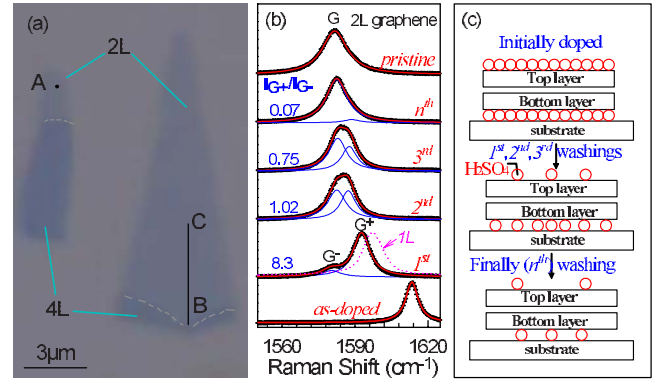 (a)
2L
A
C
B
4L
3μm
(b)
G
2L graphene
pristine
I_G+/I_G-
0.07
n^th
0.75
3^rd
1.02
2^nd
G^-
G^+
1L
8.3
1^st
as-doped
1560
1590
1620
Raman Shift (cm^-1)
(c)
Initially doped
Top layer
Bottom layer
substrate
1^st,2^nd,3^rd washings
H2SO4
Top layer
Bottom layer
substrate
Finally (n^th) washing
Top layer
Bottom layer
substrate